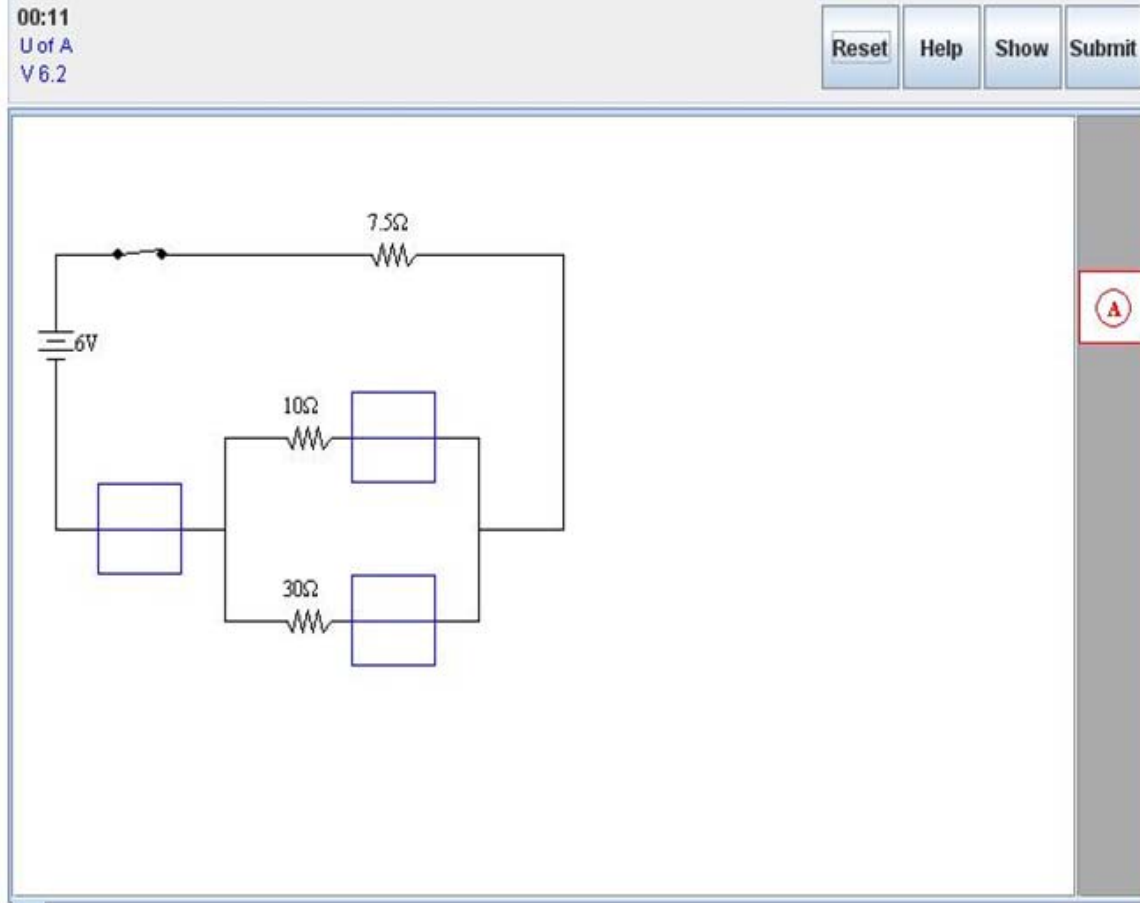 00:11
U of A
V 6.2
Reset Help Show Submit
7.5Ω
6V
A
10Ω
30Ω